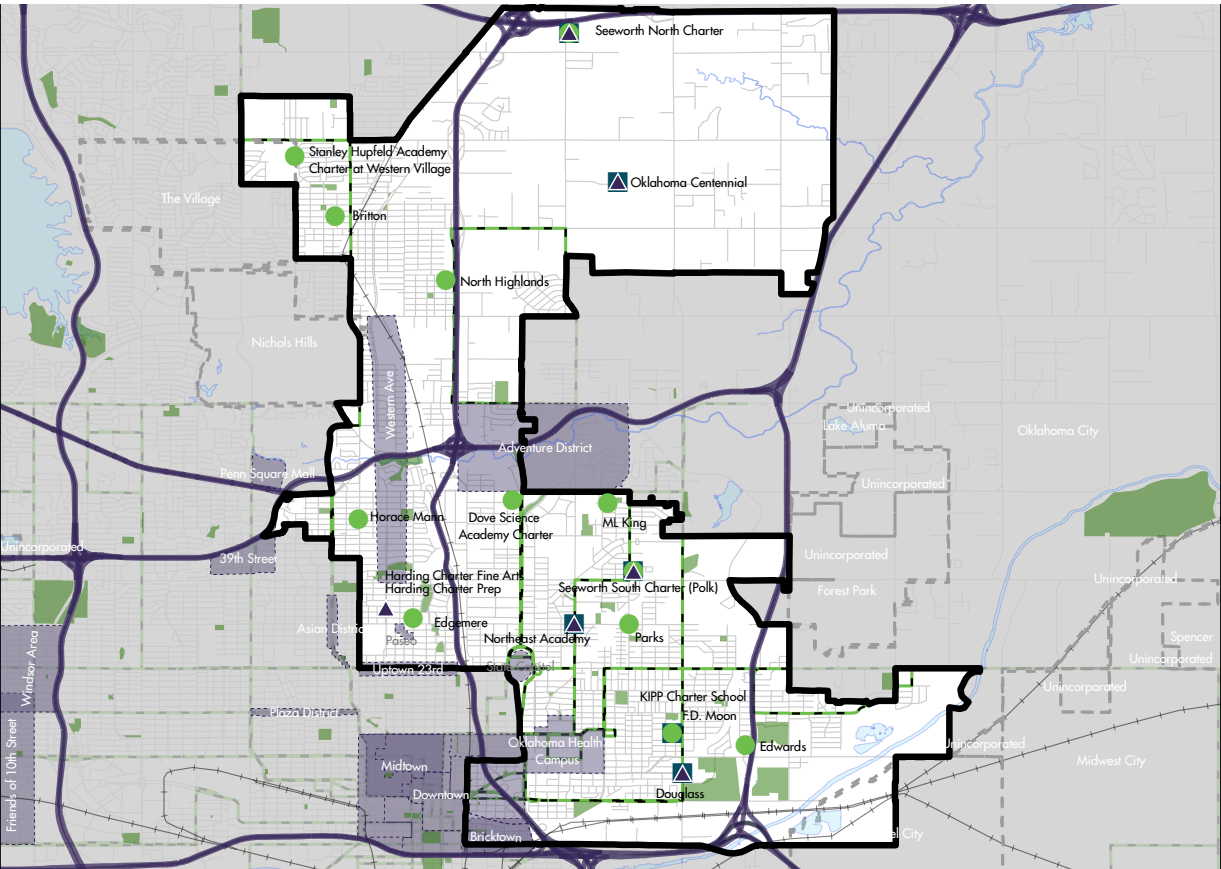 Seeworth North Charter
Stanley Hupfeld Academy
Charter at Western Village
Oklahoma Centennial
The Village
Britton
North Highlands
Nichols Hills
Western Ave
Unincorporated
Lake Aluma
Oklahoma City
Adventure District
Penn Square Mall
Unincorporated
Horace Mann
Dove Science
Academy Charter
ML King
Unincorporated
39th Street
Unincorporated
Harding Charter Fine Arts
Harding Charter Prep
Seeworth South Charter (Polk)
Forest Park
Unincorporated
Edgemere
Asian District
Paseo
Northeast Academy
Parks
Spencer
Unincorporated
Windsor Area
State Capitol
Uptown 23rd
KIPP Charter School
F.D. Moon
Unincorporated
Plaza District
Oklahoma Health
Campus
Edwards
Unincorporated
Midtown
Midwest City
Friends of 10th Street
Downtown
Douglass
Bricktown
el City